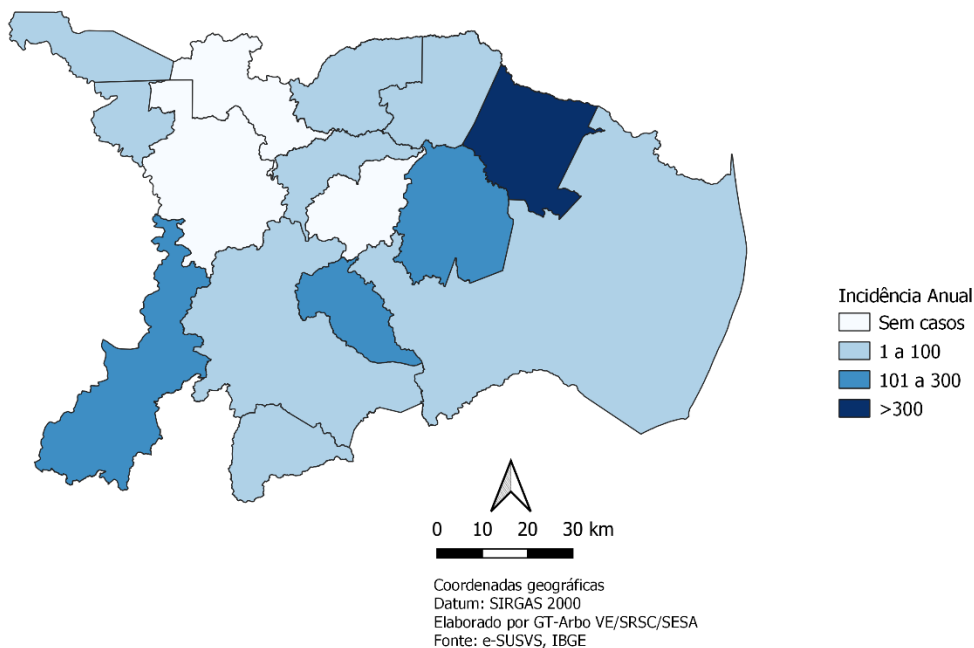 Incidência Anual
Sem casos
1 a 100
101 a 300
>300
0 10 20 30 km
Coordenadas geográficas
Datum: SIRGAS 2000
Elaborado por GT-Arbo VE/SRSC/SESA
Fonte: e-SUSVS, IBGE